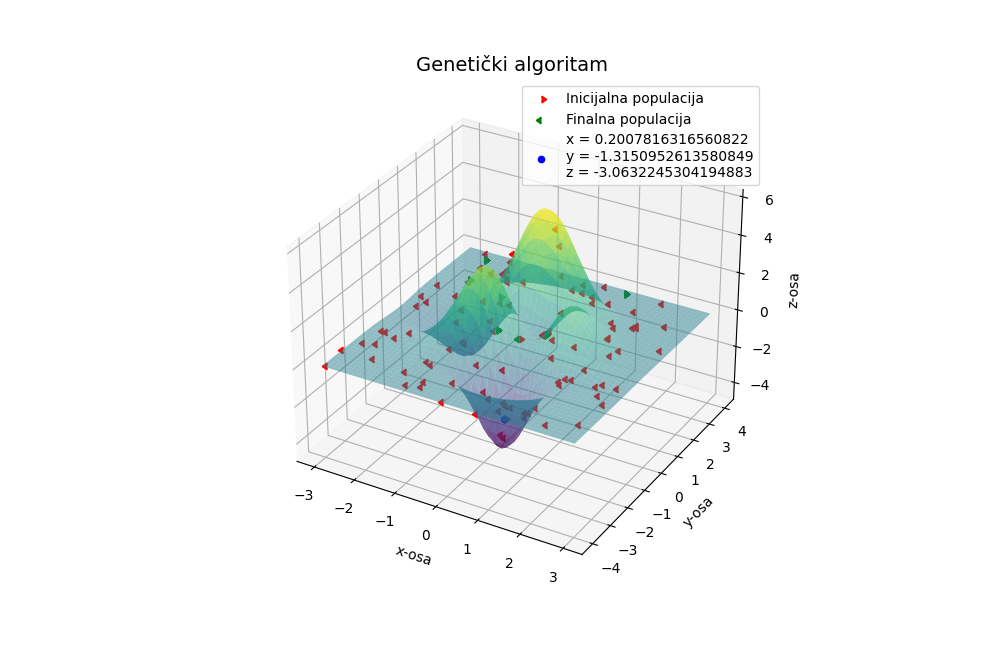 Genetički algoritam
Inicijalna populacija
Finalna populacija
x = 0.2007816316560822
y = -1.3150952613580849
z = -3.0632245304194883
6
4
2
0
−2
−4
z-osa
4
3
2
1
0
−1
−2
−3
−4
y-osa
−3
−2
−1
0
1
2
3
x-osa